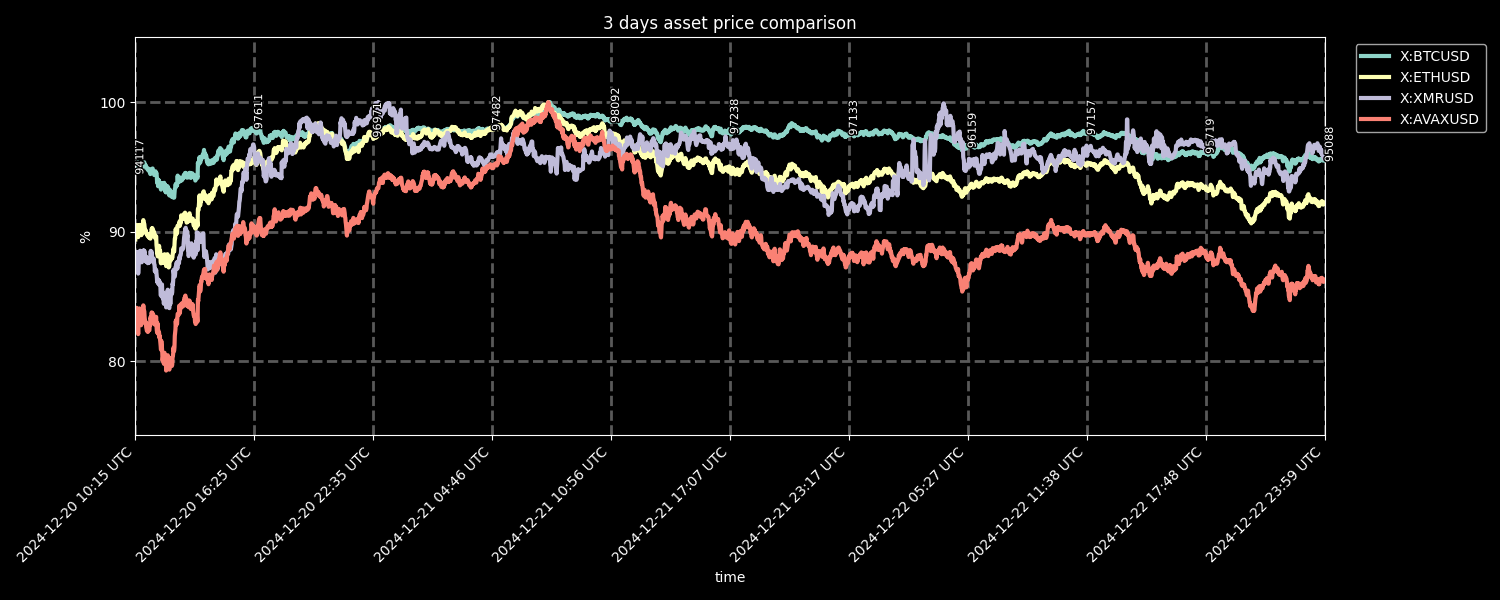 3 days asset price comparison
X:BTCUSD
X:ETHUSD
X:XMRUSD
X:AVAXUSD
100
90
80
%
94117
97611
97482
98092
97238
97133
96159
97157
95719
95088
2024-12-20 10:15 UTC
2024-12-20 16:25 UTC
2024-12-20 22:35 UTC
2024-12-21 04:46 UTC
2024-12-21 10:56 UTC
2024-12-21 17:07 UTC
2024-12-21 23:17 UTC
2024-12-22 05:27 UTC
2024-12-22 11:38 UTC
2024-12-22 17:48 UTC
2024-12-22 23:59 UTC
time